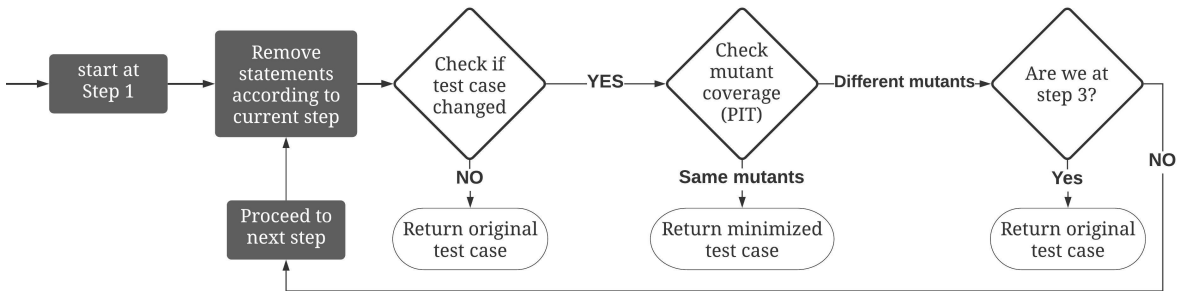 start at
Step 1
Remove
statements
according to
current step
Check if
test case
changed
YES
Check
mutant
coverage
(PIT)
Different mutants
Are we at
step 3?
NO
NO
Same mutants
Yes
Proceed to
next step
Return original
test case
Return minimized
test case
Return original
test case